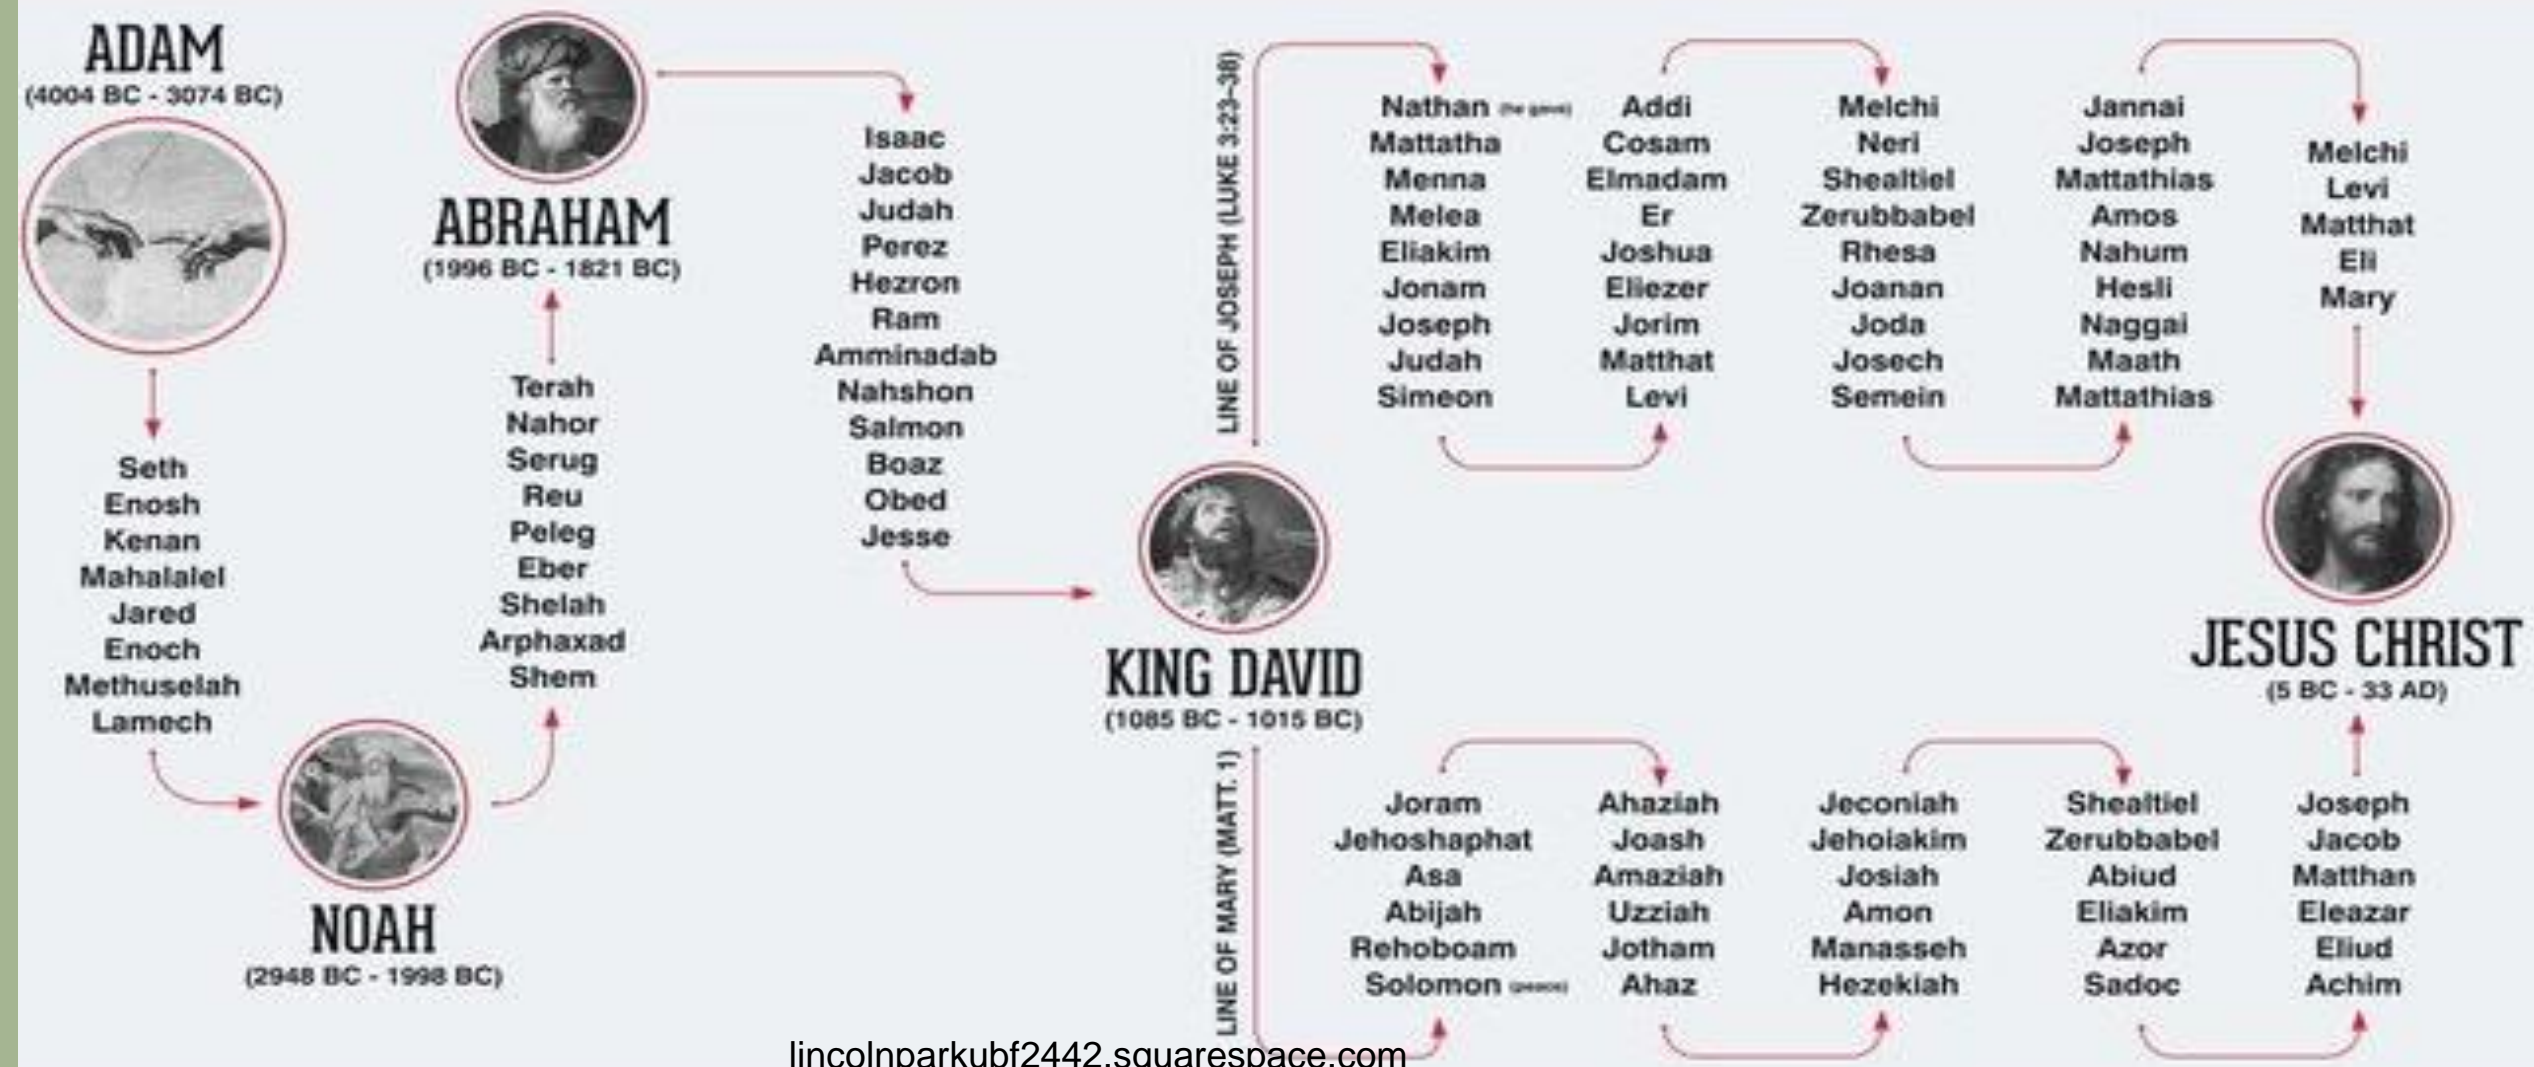 ADAM
(4004 BC - 3074 BC)
Seth
Enosh
Kenan
Mahalalel
Jared
Enoch
Methuselah
Lamech
NOAH
(2948 BC - 1998 BC)
ABRAHAM
(1996 BC - 1821 BC)
Terah
Nahor
Serug
Reu
Peleg
Eber
Shelah
Arphaxad
Shem
Isaac
Jacob
Judah
Perez
Hezron
Ram
Amminadab
Nahshon
Salmon
Boaz
Obed
Jesse
KING DAVID
(1085 BC - 1015 BC)
LINE OF JOSEPH (LUKE 3:23-38)
Nathan (he gave)
Mattatha
Menna
Melea
Eliakim
Jonam
Joseph
Judah
Simeon
Addi
Cosam
Elmadam
Er
Joshua
Eliezer
Jorim
Matthat
Levi
Melchi
Neri
Shealtiel
Zerubbabel
Rhesa
Joanan
Joda
Josech
Semein
Jannai
Joseph
Mattathias
Amos
Nahum
Hesli
Naggai
Maath
Mattathias
Melchi
Levi
Matthat
Eli
Mary
JESUS CHRIST
(5 BC - 33 AD)
LINE OF MARY (MATT. 1)
Joram
Jehoshaphat
Asa
Abijah
Rehoboam
Solomon (peace)
Ahaziah
Joash
Amaziah
Uzziah
Jotham
Ahaz
Jeconiah
Jehoiakim
Josiah
Amon
Manasseh
Hezekiah
Shealtiel
Zerubbabel
Abiud
Eliakim
Azor
Sadoc
Joseph
Jacob
Matthan
Eleazar
Eliud
Achim
lincolnparkubf2442.squarespace.com